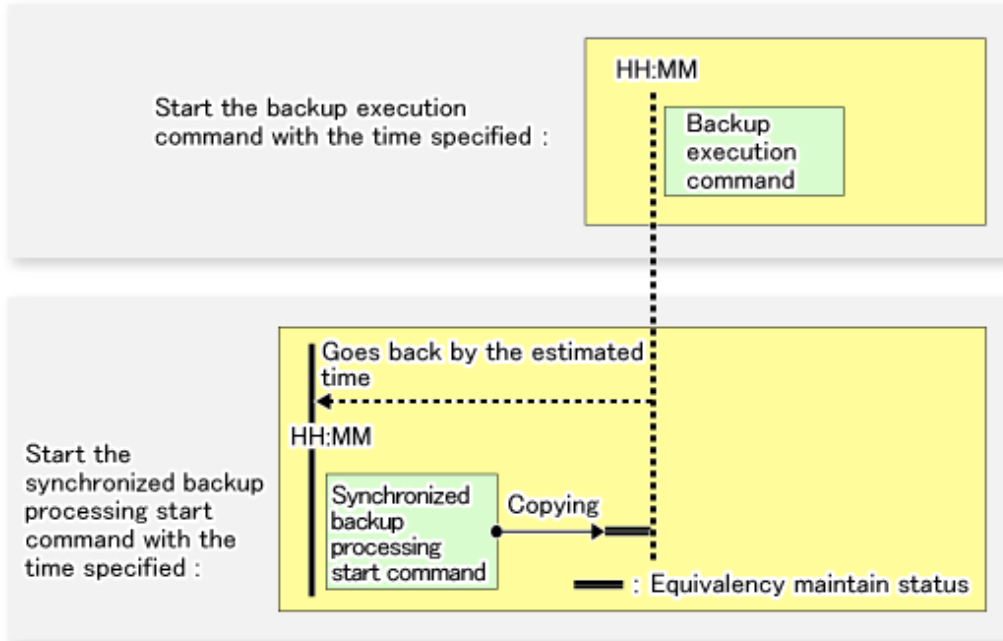 HH:MM
Start the backup execution
command with the time specified :
Backup
execution
command
Goes back by the estimated
time
HH:MM
Start the
synchronized backup
processing start
command with the
time specified :
Synchronized
backup
processing
start command
Copying
: Equivalency maintain status